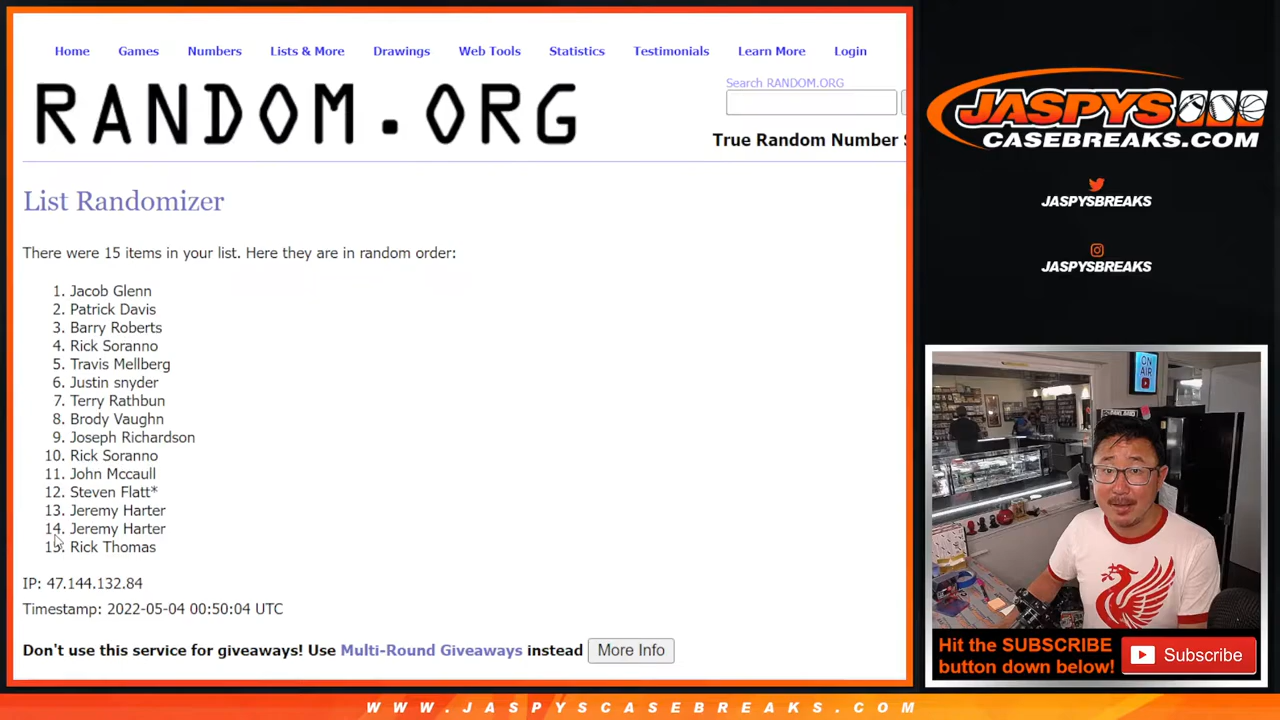 Home Games Numbers Lists & More Drawings Web Tools Statistics Testimonials Learn More Login
Search RANDOM.ORG
RANDOM.ORG
True Random Number
List Randomizer
There were 15 items in your list. Here they are in random order:
1. Jacob Glenn
2. Patrick Davis
3. Barry Roberts
4. Rick Soranno
5. Travis Mellberg
6. Justin snyder
7. Terry Rathbun
8. Brody Vaughn
9. Joseph Richardson
10. Rick Soranno
11. John Mccaull
12. Steven Flatt*
13. Jeremy Harter
14. Jeremy Harter
15. Rick Thomas
IP: 47.144.132.84
Timestamp: 2022-05-04 00:50:04 UTC
Don't use this service for giveaways! Use Multi-Round Giveaways instead More Info
JASPYS
CASEBREAKS.COM
JASPYSBREAKS
JASPYSBREAKS
ON
AIR
Hit the SUBSCRIBE
button down below!
Subscribe
WWW.JASPYSCASEBREAKS.COM